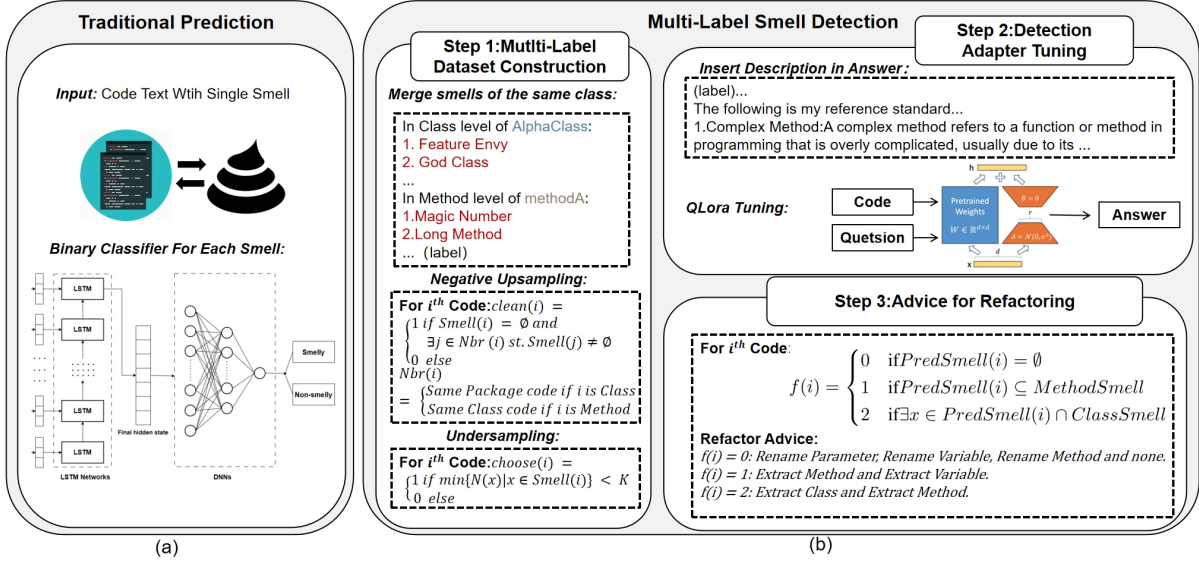 Traditional Prediction
Input: Code Text Wtih Single Smell
Binary Classifier For Each Smell:
LSTM
LSTM
LSTM
LSTM
Final hidden state
Smelly
Non-smelly
LSTM Networks
DNNs
(a)
Multi-Label Smell Detection
Step 1:Mutlti-Label
Dataset Construction
Merge smells of the same class:
In Class level of AlphaClass:
1. Feature Envy
2. God Class
...
In Method level of methodA:
1.Magic Number
2.Long Method
... (label)
Negative Upsampling:
For i^th Code:clean(i) =
{1 if Smell(i) = ∅ and
∃j ∈ Nbr (i) st. Smell(j) ≠ ∅
0 else
Nbr(i)
= {Same Package code if i is Class
Same Class code if i is Method
Undersampling:
For i^th Code:choose(i) =
{1 if min{N(x)|x ∈ Smell(i)} < K
0 else
Step 2:Detection
Adapter Tuning
Insert Description in Answer:
(label)...
The following is my reference standard...
1.Complex Method:A complex method refers to a function or method in
programming that is overly complicated, usually due to its ...
QLora Tuning:
Code
Quetsion
h
Pretrained
Weights
W ∈ ℝ^d×d
B = 0
r
A = N(0, σ²)
d
x
Answer
Step 3:Advice for Refactoring
For i^th Code:
f(i) = {0 ifPredSmell(i) = ∅
1 ifPredSmell(i) ⊆ MethodSmell
2 if∃x ∈ PredSmell(i) ∩ ClassSmell
Refactor Advice:
f(i) = 0: Rename Parameter, Rename Variable, Rename Method and none.
f(i) = 1: Extract Method and Extract Variable.
f(i) = 2: Extract Class and Extract Method.
(b)